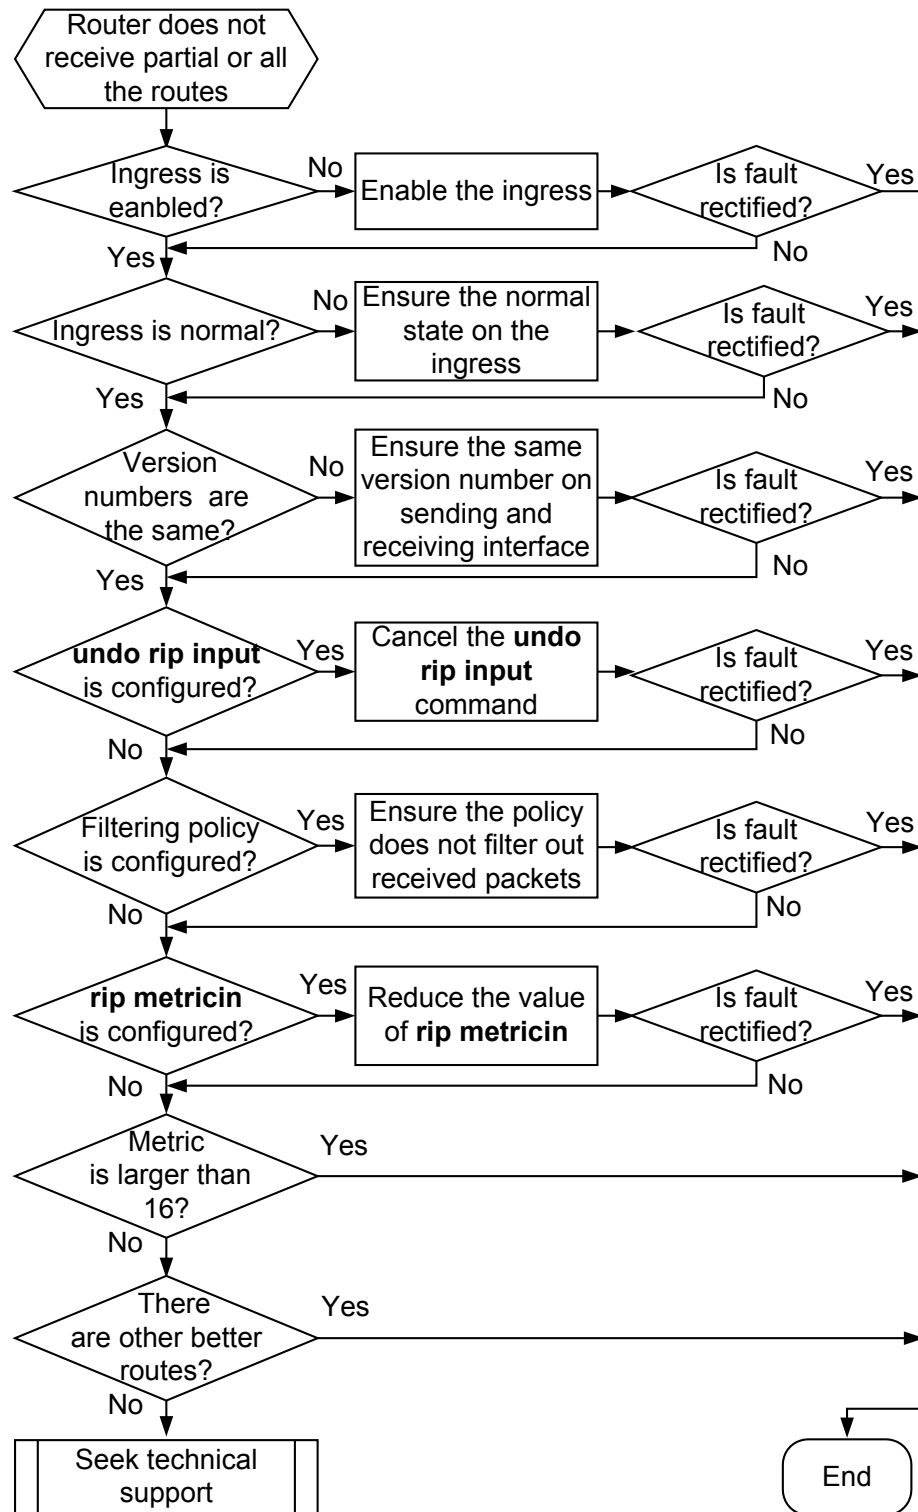 Router does not
receive partial or all
the routes
Ingress is
eanbled?
No
Enable the ingress
Is fault
rectified?
Yes
No
Yes
Ingress is normal?
No
Ensure the normal
state on the
ingress
Is fault
rectified?
Yes
No
Yes
Version
numbers are
the same?
No
Ensure the same
version number on
sending and
receiving interface
Is fault
rectified?
Yes
No
Yes
undo rip input
is configured?
Yes
Cancel the undo
rip input
command
Is fault
rectified?
Yes
No
No
Filtering policy
is configured?
Yes
Ensure the policy
does not filter out
received packets
Is fault
rectified?
Yes
No
No
rip metricin
is configured?
Yes
Reduce the value
of rip metricin
Is fault
rectified?
Yes
No
No
Metric
is larger than
16?
Yes
No
There
are other better
routes?
Yes
No
Seek technical
support
End